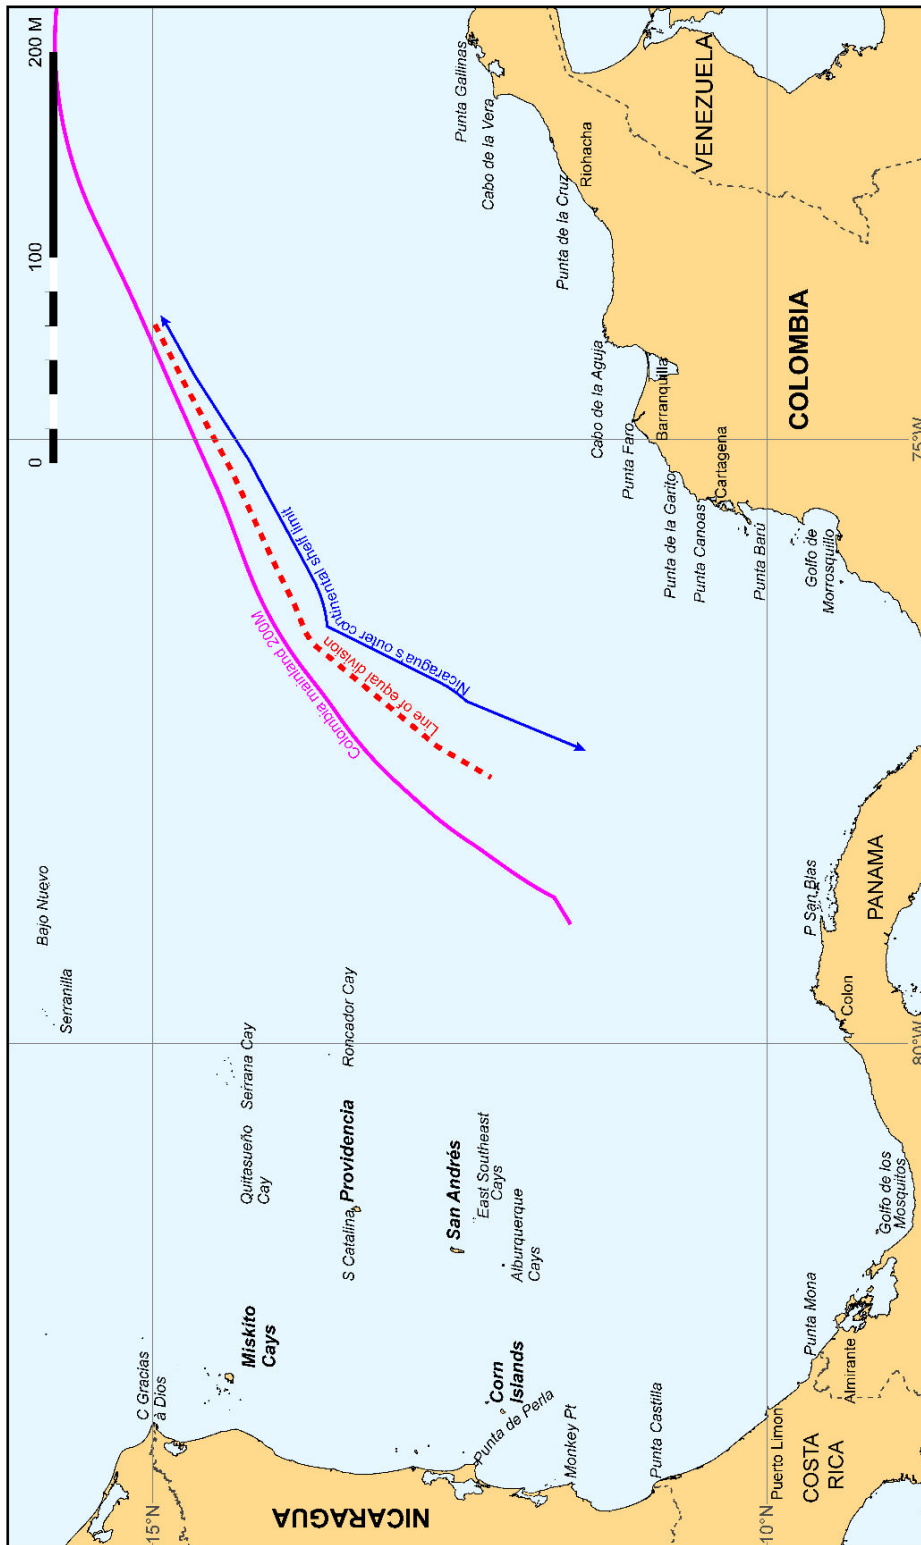 0
100
200 M
Bajo Nuevo
Serranilla
C Gracias
à Dios
15°N
Quitasueño
Cay
Serrana Cay
Miskito
Cays
S Catalina
Providencia
Roncador Cay
San Andrés
East Southeast
Cays
Alburquerque
Cays
Corn
Islands
Punta de Perla
Monkey Pt
Punta Castilla
NICARAGUA
Colombia mainland 200M
Line of equal division
Nicaragua's outer continental shelf limit
Punta Gallinas
Cabo de la Vera
Punta de la Cruz
Riohacha
Cabo de la Aguja
Punta Faro
Barranquilla
Punta de la Garito
Punta Canoas
Cartagena
Punta Barú
Golfo de
Morrosquillo
VENEZUELA
COLOMBIA
10°N
Puerto Limon
COSTA
RICA
Punta Mona
Almirante
Golfo de los
Mosquitos
Colon
P San Blas
PANAMA
80°W
75°W